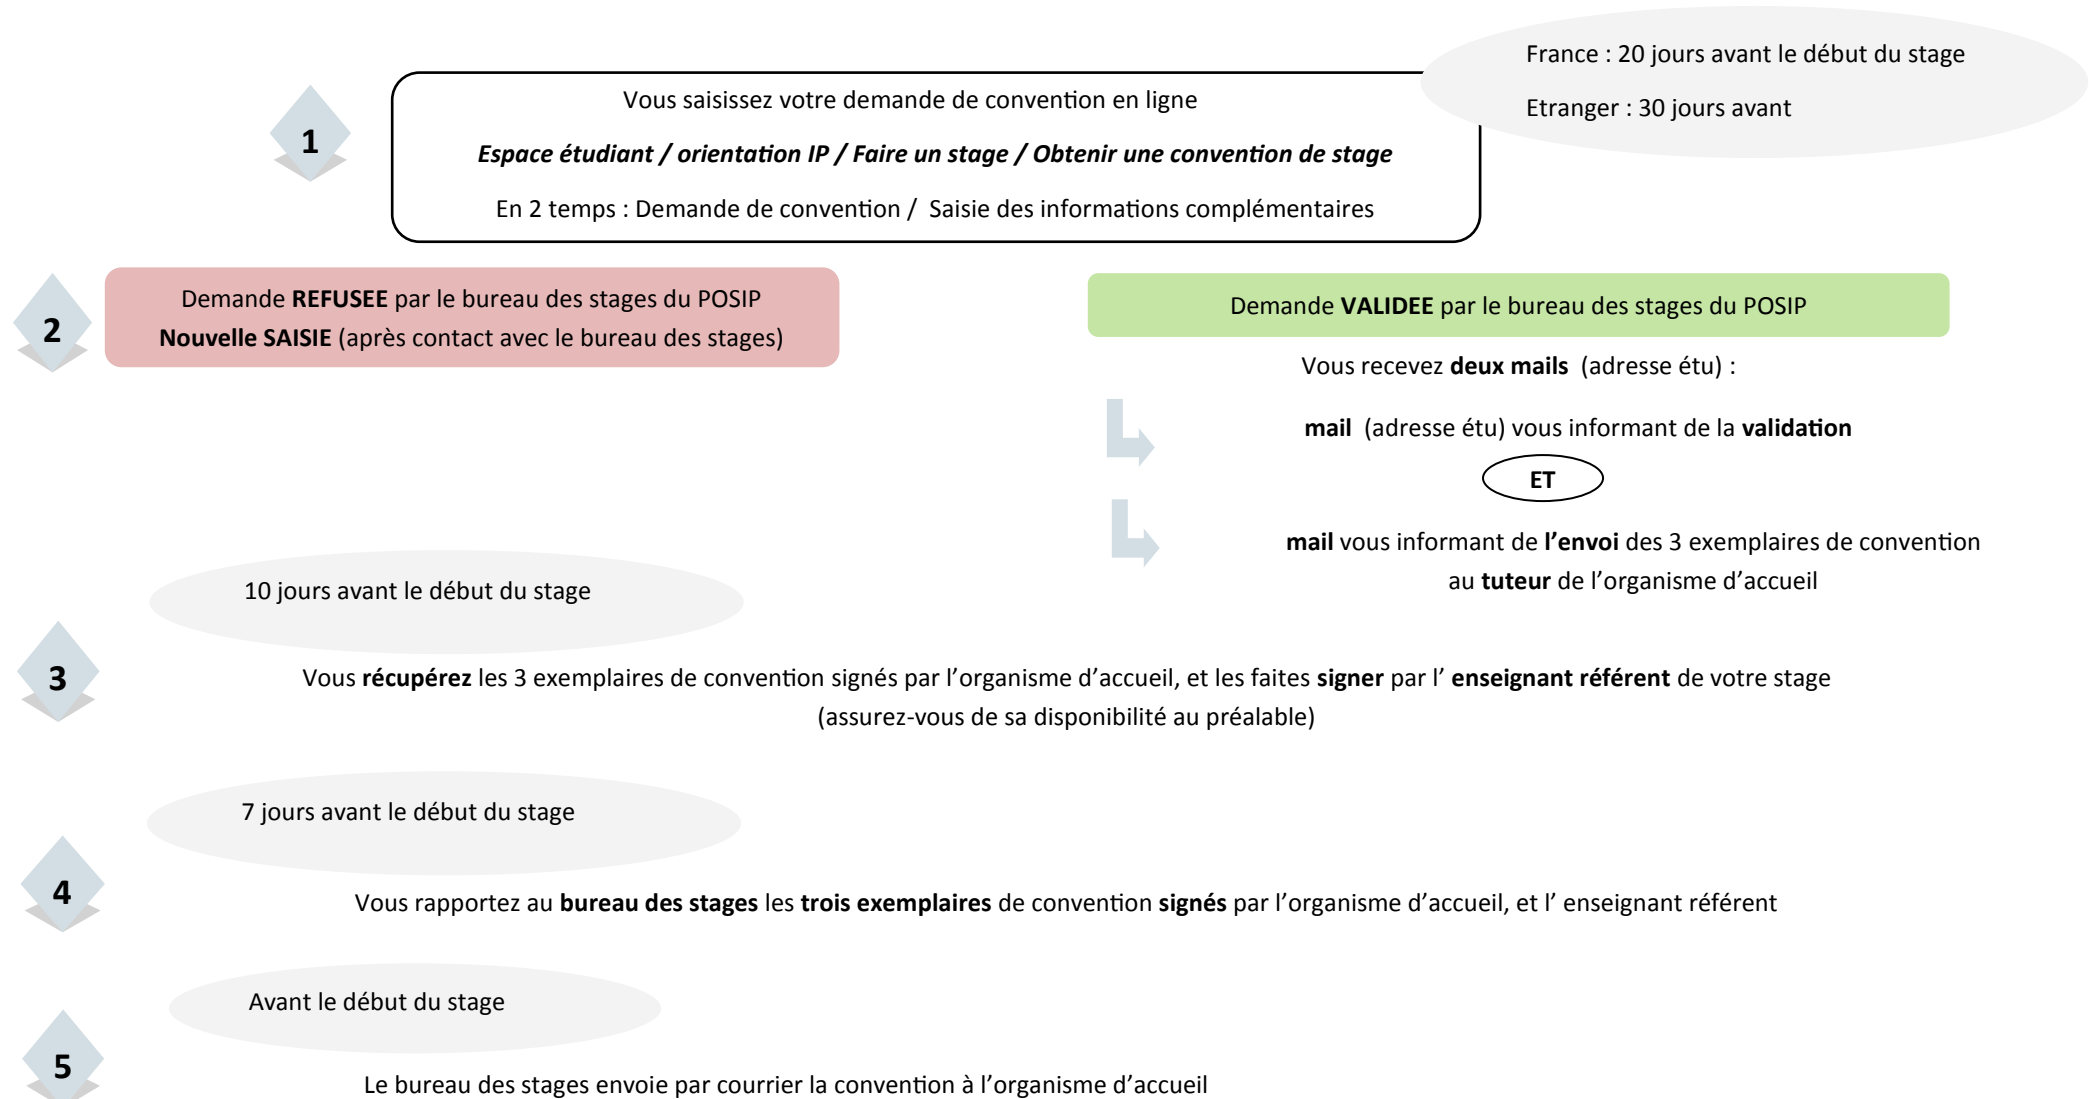 France : 20 jours avant le début du stage
Etranger : 30 jours avant
1
Vous saisissez votre demande de convention en ligne
Espace étudiant / orientation IP / Faire un stage / Obtenir une convention de stage
En 2 temps : Demande de convention / Saisie des informations complémentaires
2
Demande REFUSEE par le bureau des stages du POSIP
Nouvelle SAISIE (après contact avec le bureau des stages)
Demande VALIDEE par le bureau des stages du POSIP
Vous recevez deux mails (adresse étu) :
mail (adresse étu) vous informant de la validation
ET
mail vous informant de l’envoi des 3 exemplaires de convention
au tuteur de l’organisme d’accueil
10 jours avant le début du stage
3
Vous récupérez les 3 exemplaires de convention signés par l’organisme d’accueil, et les faites signer par l’ enseignant référent de votre stage
(assurez-vous de sa disponibilité au préalable)
7 jours avant le début du stage
4
Vous rapportez au bureau des stages les trois exemplaires de convention signés par l’organisme d’accueil, et l’ enseignant référent
Avant le début du stage
5
Le bureau des stages envoie par courrier la convention à l’organisme d’accueil